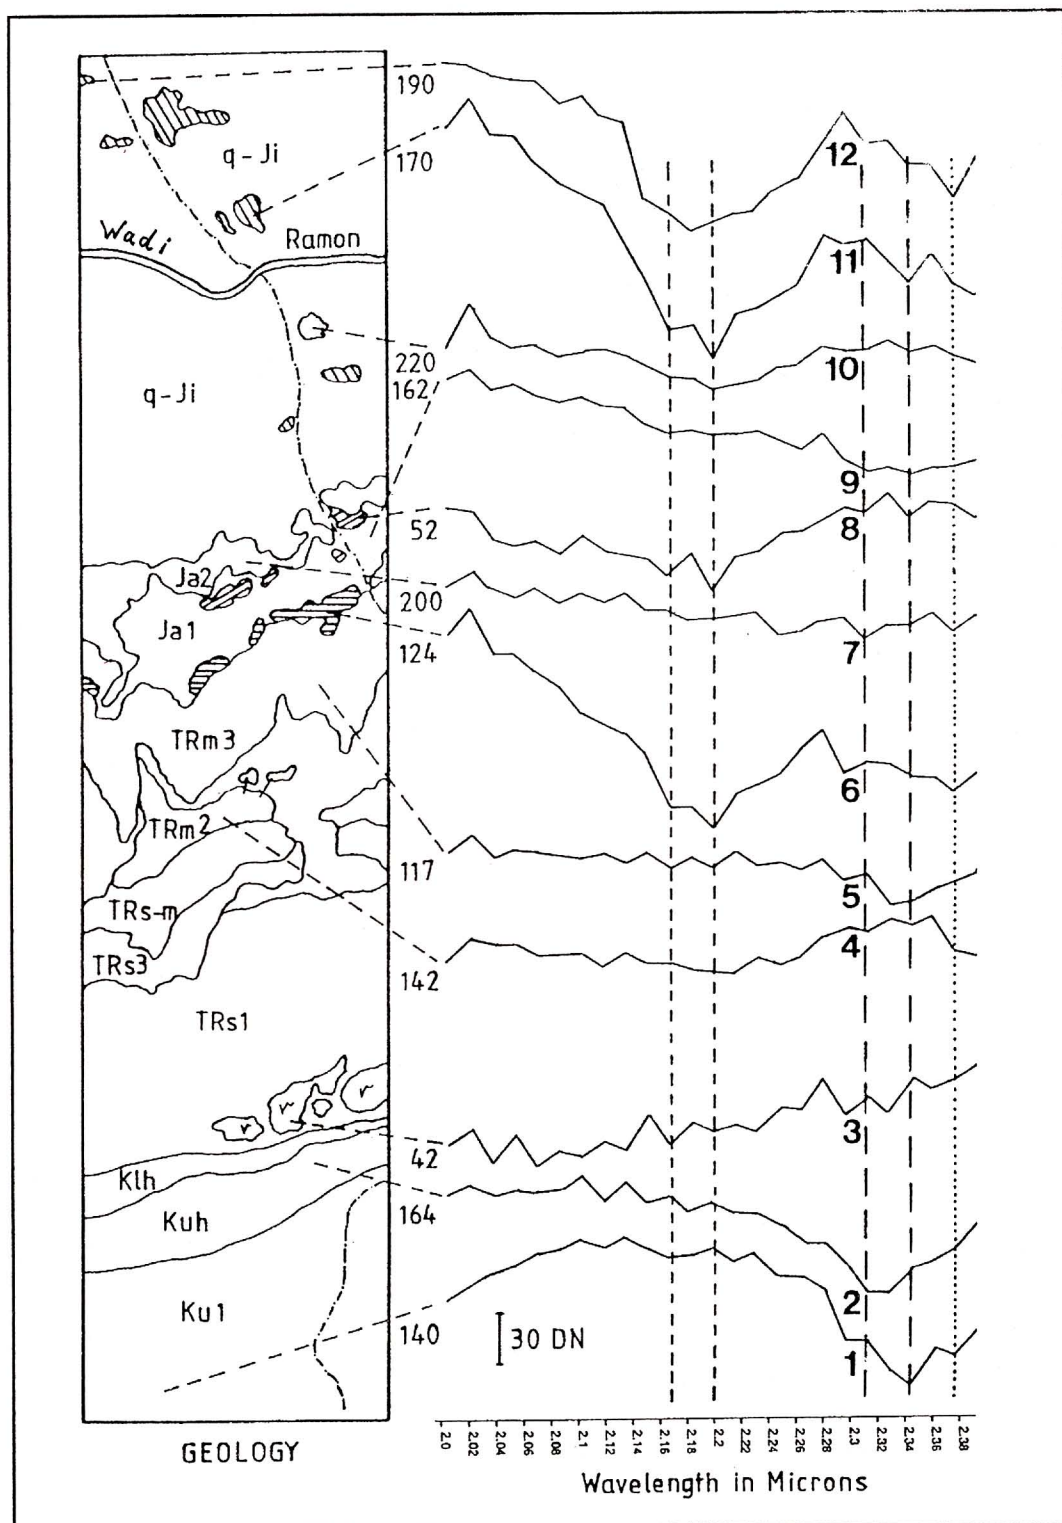 190
q-Ji
170
12
Wadi
Ramon
11
220
10
162
q-Ji
9
52
8
Ja2
200
Ja1
7
124
TRm3
6
TRm2
117
5
TRs-m
4
TRs3
142
TRs1
r
r
r
3
42
Klh
164
Kuh
2
Ku1
140
30 DN
1
2.0 2.02 2.04 2.06 2.08 2.1 2.12 2.14 2.16 2.18 2.2 2.22 2.24 2.26 2.28 2.3 2.32 2.34 2.36 2.38
GEOLOGY
Wavelength in Microns